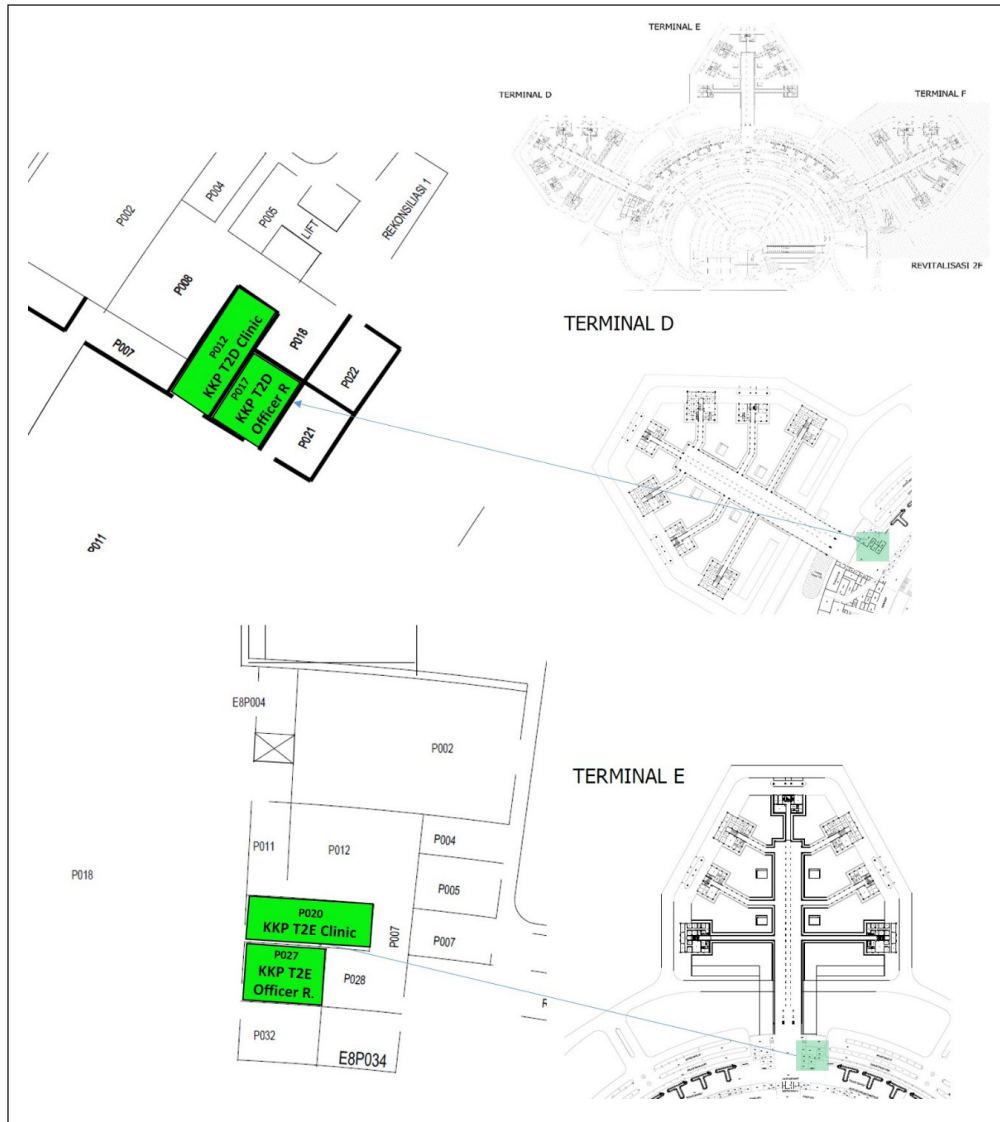 TERMINAL E
TERMINAL D
TERMINAL F
REVITALISASI 2F
P002
P004
P005
LIFT
REKONSILIASI 1
P008
P007
P012
KKP T2D Clinic
P018
P017
KKP T2D
Officer R
P022
P021
P011
TERMINAL D
E8P004
P002
TERMINAL E
P011
P012
P004
P018
P005
P020
KKP T2E Clinic
P007
P007
P027
KKP T2E
Officer R.
P028
P032
E8P034